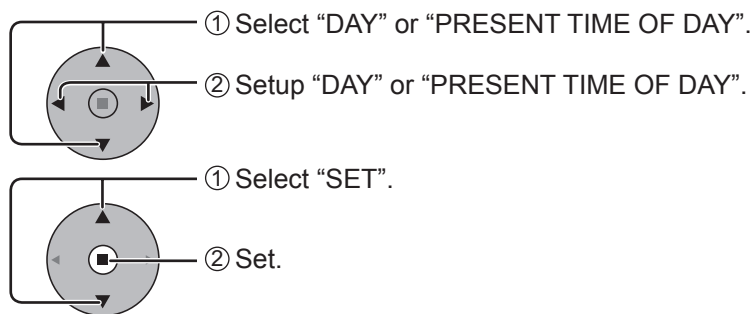 ① Select “DAY” or “PRESENT TIME OF DAY”.
② Setup “DAY” or “PRESENT TIME OF DAY”.
① Select “SET”.
② Set.